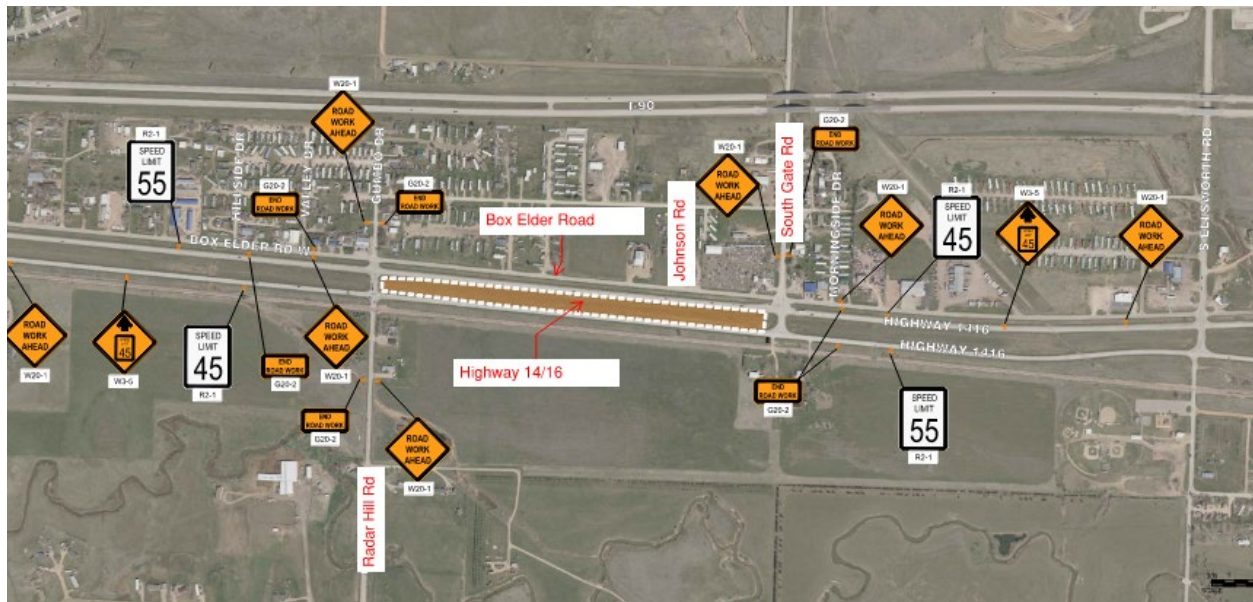 W20-1
ROAD
WORK
AHEAD
I-90
R2-1
SPEED
LIMIT
55
HILLSIDE DR
G20-2
END
ROAD WORK
VALLEY DR
GUMBO DR
G20-2
END
ROAD WORK
Box Elder Road
BOX ELDER RD W
Johnson Rd
W20-1
ROAD
WORK
AHEAD
South Gate Rd
G20-2
END
ROAD WORK
MORNINGSIDE DR
W20-1
ROAD
WORK
AHEAD
R2-1
SPEED
LIMIT
45
W3-5
45
W20-1
ROAD
WORK
AHEAD
S ELLSWORTH RD
HIGHWAY 1416
HIGHWAY 1416
ROAD
WORK
AHEAD
W20-1
45
W3-5
SPEED
LIMIT
45
R2-1
END
ROAD WORK
G20-2
ROAD
WORK
AHEAD
W20-1
Highway 14/16
END
ROAD WORK
G20-2
SPEED
LIMIT
55
R2-1
END
ROAD WORK
G20-2
ROAD
WORK
AHEAD
W20-1
Radar Hill Rd
SCALE